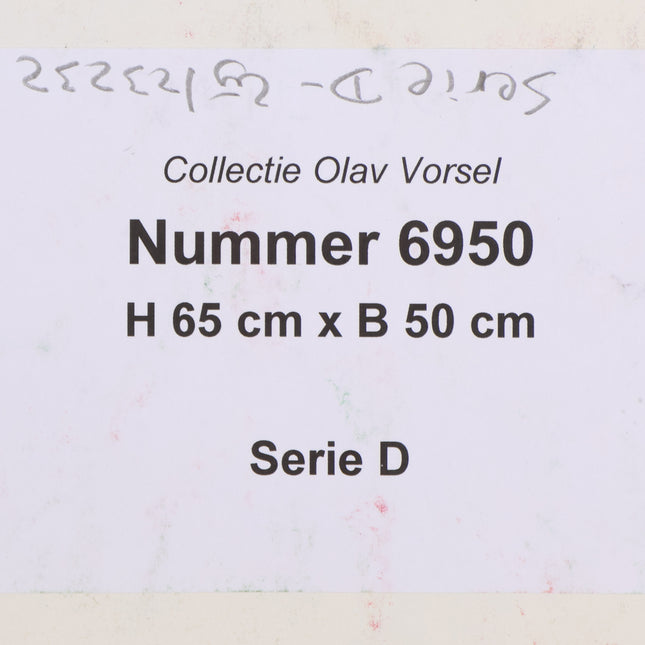 Serie D -
Collectie Olav Vorsel
Nummer 6950
H 65 cm x B 50 cm
Serie D